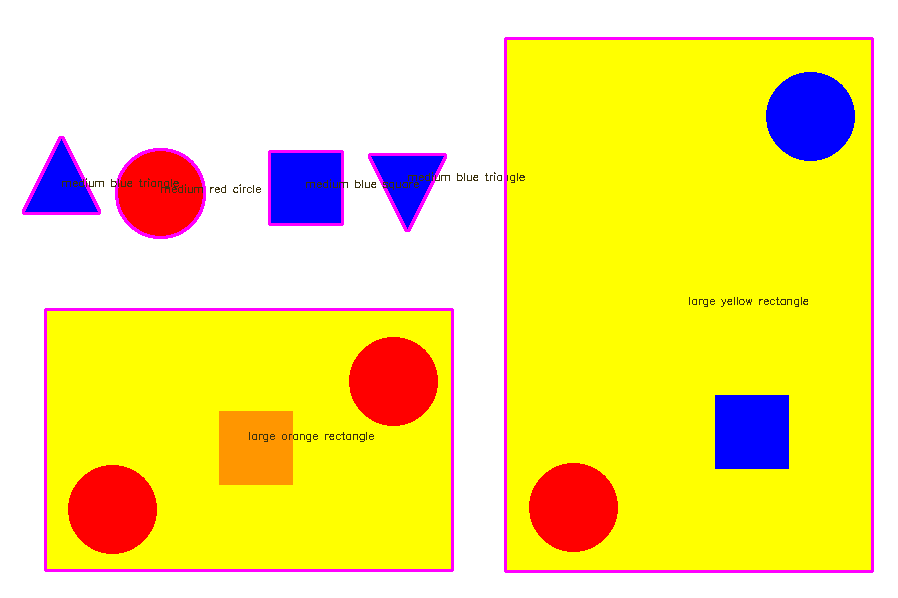 medium blue triangle
medium red circle
medium blue square
medium blue triangle
large yellow rectangle
large orange rectangle